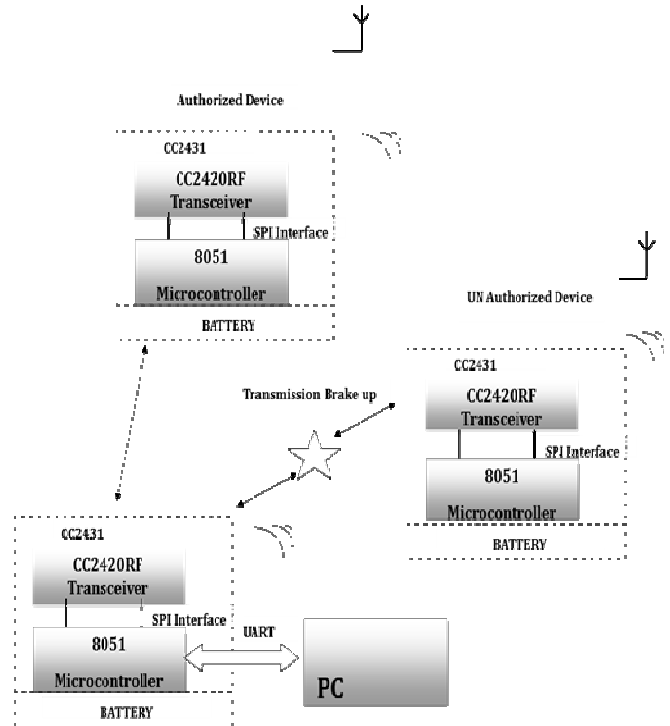 Authorized Device
CC2431
CC2420RF
Transceiver
SPI Interface
8051
Microcontroller
BATTERY
UN Authorized Device
CC2431
CC2420RF
Transceiver
SPI Interface
8051
Microcontroller
BATTERY
Transmission Brake up
CC2431
CC2420RF
Transceiver
SPI Interface
8051
Microcontroller
BATTERY
UART
PC